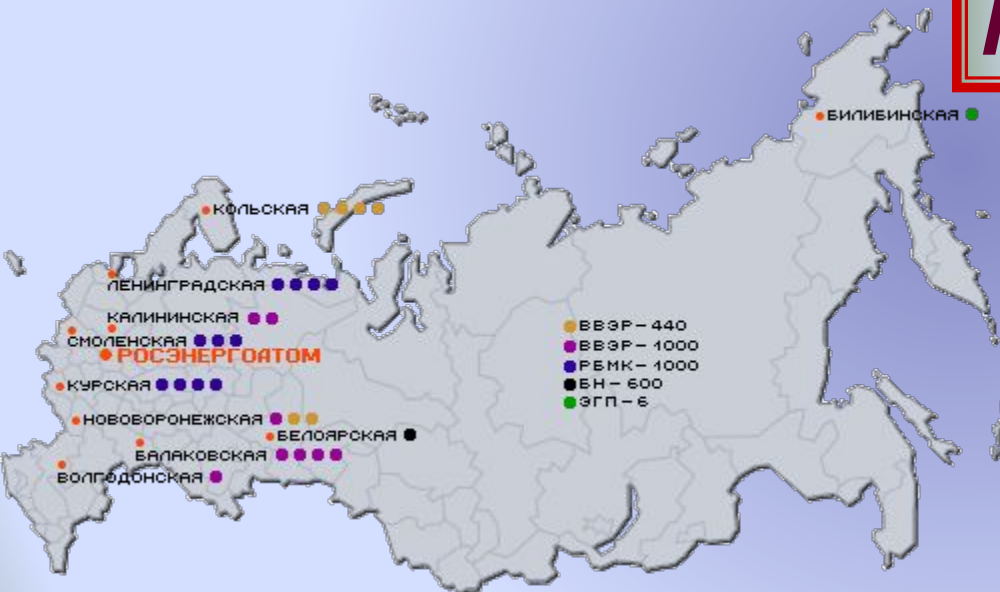 БИЛИБИНСКАЯ
КОЛЬСКАЯ
ЛЕНИНГРАДСКАЯ
КАЛИНИНСКАЯ
СМОЛЕНСКАЯ
РОСЭНЕРГОАТОМ
КУРСКАЯ
НОВОВОРОНЕЖСКАЯ
БЕЛОЯРСКАЯ
БАЛАКОВСКАЯ
ВОЛГОДОНСКАЯ
ВВЭР-440
ВВЭР-1000
РБМК-1000
БН-600
ЭГП-6